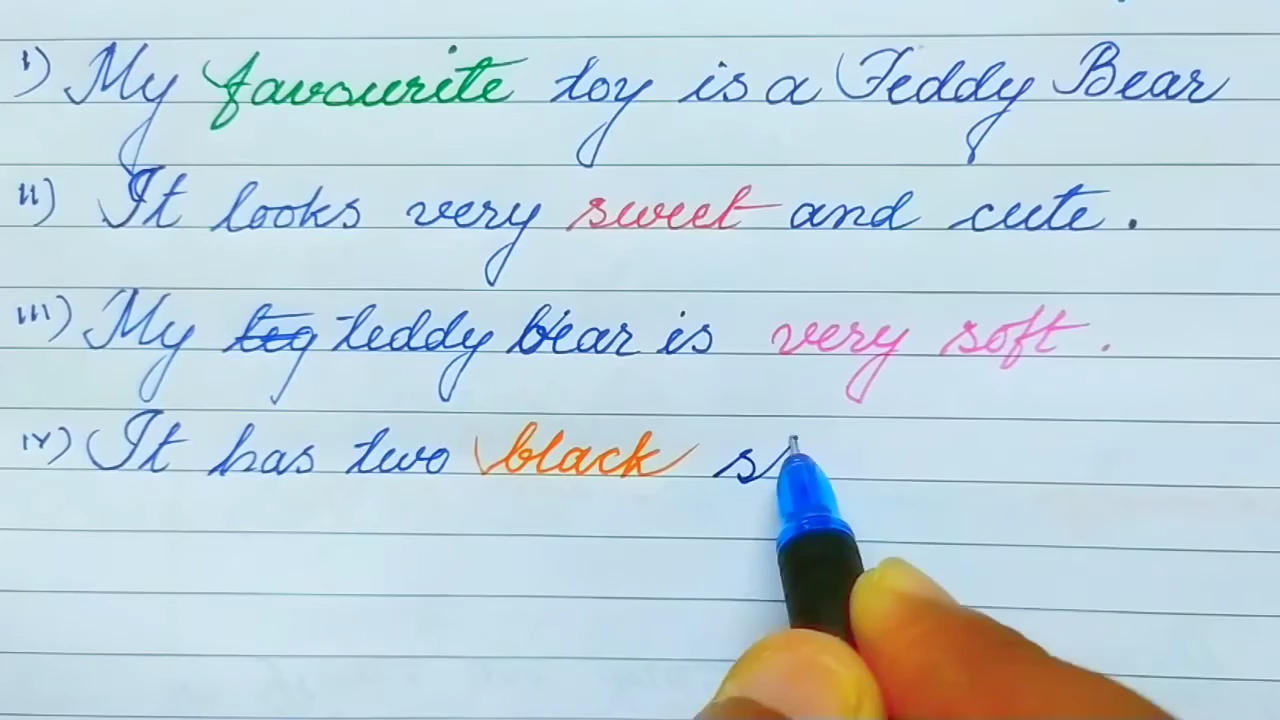 I) My favourite toy is a Teddy Bear
II) It looks very sweet and cute.
III) My teddy bear is very soft.
IV) It has two black s